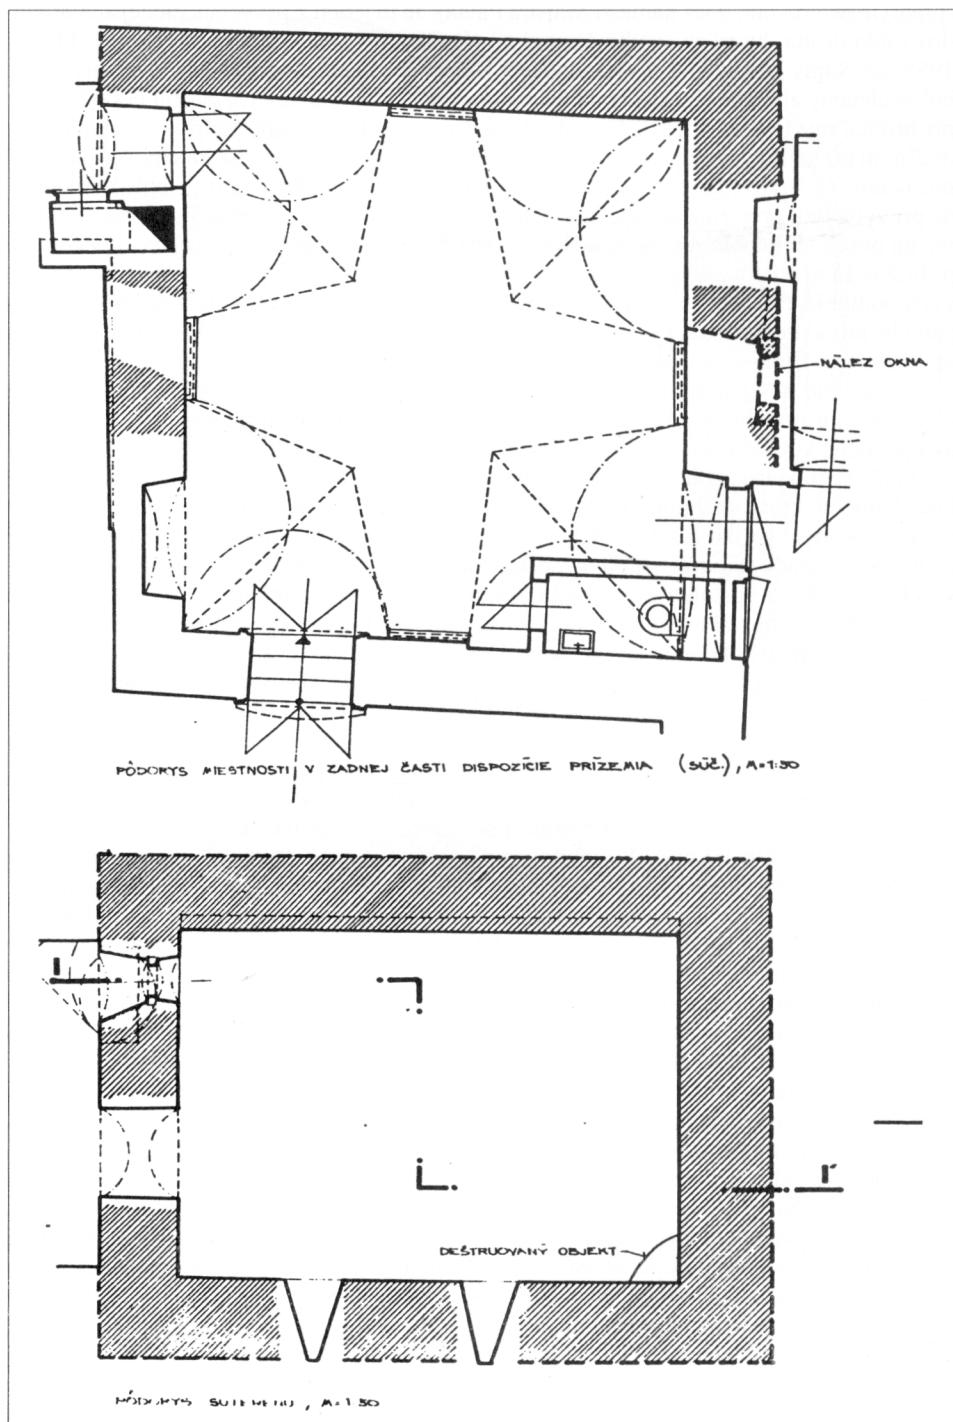 NÁLEZ OKNA
PÔDORYS MIESTNOSTI V ZADNEJ ČASTI DISPOZÍCIE PRÍZEMIA (SÚČ.), M=1:50
I
I'
DEŠTRUOVANÝ OBJEKT
PÔDORYS SUTERÉNU, M=1:50